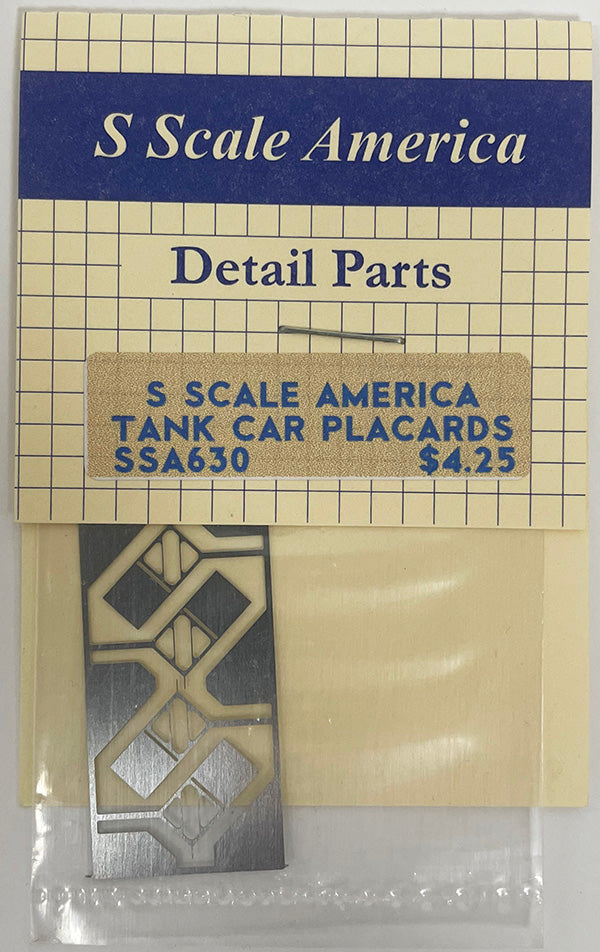 S Scale America
Detail Parts
S SCALE AMERICA
TANK CAR PLACARDS
SSA630 $4.25